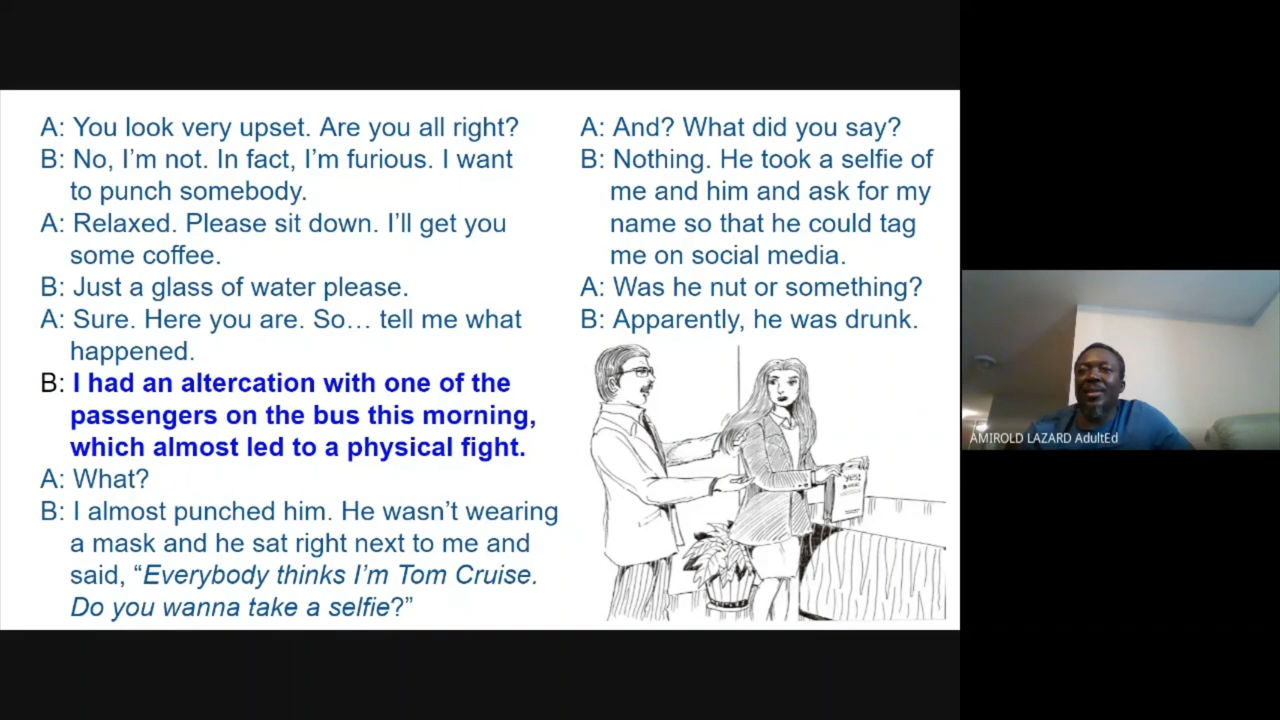 A: You look very upset. Are you all right?
B: No, I'm not. In fact, I'm furious. I want
to punch somebody.
A: Relaxed. Please sit down. I'll get you
some coffee.
B: Just a glass of water please.
A: Sure. Here you are. So… tell me what
happened.
B: I had an altercation with one of the
passengers on the bus this morning,
which almost led to a physical fight.
A: What?
B: I almost punched him. He wasn't wearing
a mask and he sat right next to me and
said, “Everybody thinks I'm Tom Cruise.
Do you wanna take a selfie?”
A: And? What did you say?
B: Nothing. He took a selfie of
me and him and ask for my
name so that he could tag
me on social media.
A: Was he nut or something?
B: Apparently, he was drunk.
YES!
AMIROLD LAZARD AdultEd